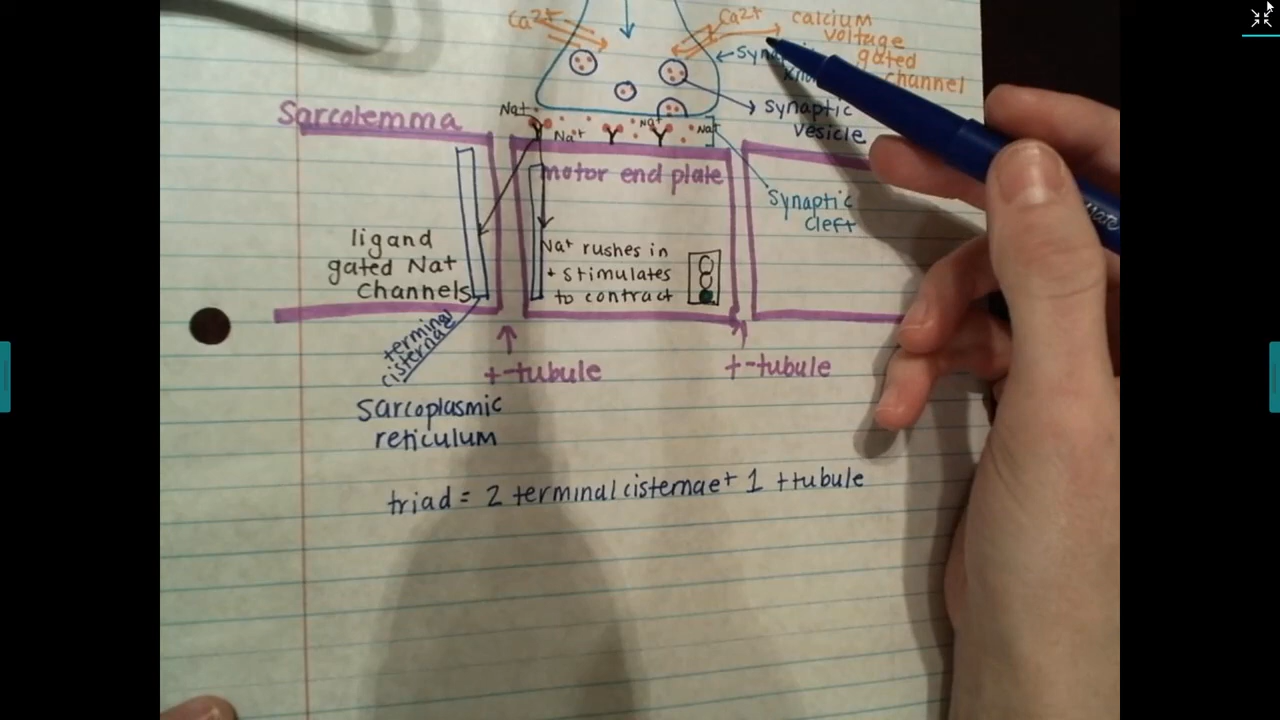 Ca2+
Ca2+
calcium
voltage
gated
channel
synaptic
vesicle
Na+
Na+
Na+
Na+
Sarcolemma
motor end plate
synaptic
cleft
ligand
gated Na+
channels
Na+ rushes in
+ stimulates
to contract
terminal
cisternae
t-tubule
t-tubule
Sarcoplasmic
reticulum
triad = 2 terminal cisternae + 1 t tubule